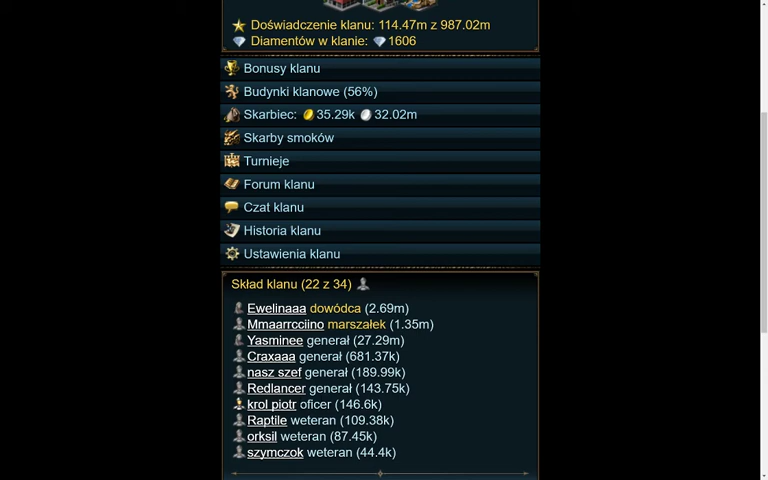 Doświadczenie klanu: 114.47m z 987.02m
Diamentów w klanie: 1606
Bonusy klanu
Budynki klanowe (56%)
Skarbiec: 35.29k 32.02m
Skarby smoków
Turnieje
Forum klanu
Czat klanu
Historia klanu
Ustawienia klanu
Skład klanu (22 z 34)
Ewelinaaa dowódca (2.69m)
Mmaarrcciino marszałek (1.35m)
Yasminee generał (27.29m)
Craxaaa generał (681.37k)
nasz szef generał (189.99k)
Redlancer generał (143.75k)
krol piotr oficer (146.6k)
Raptile weteran (109.38k)
orksil weteran (87.45k)
szymczok weteran (44.4k)